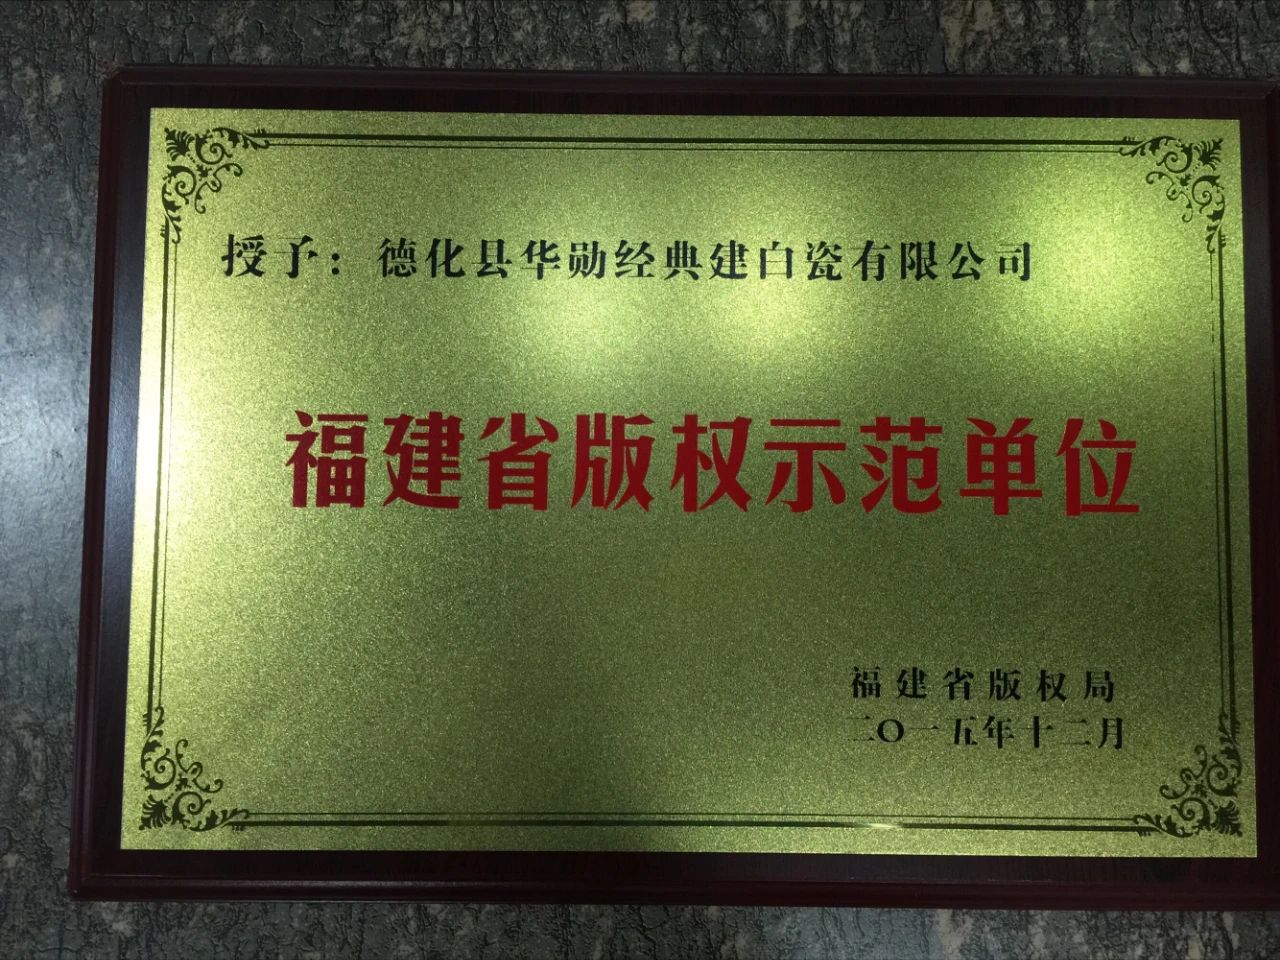 授予：德化县华勋经典建白瓷有限公司
福建省版权示范单位
福建省版权局
二〇一五年十二月